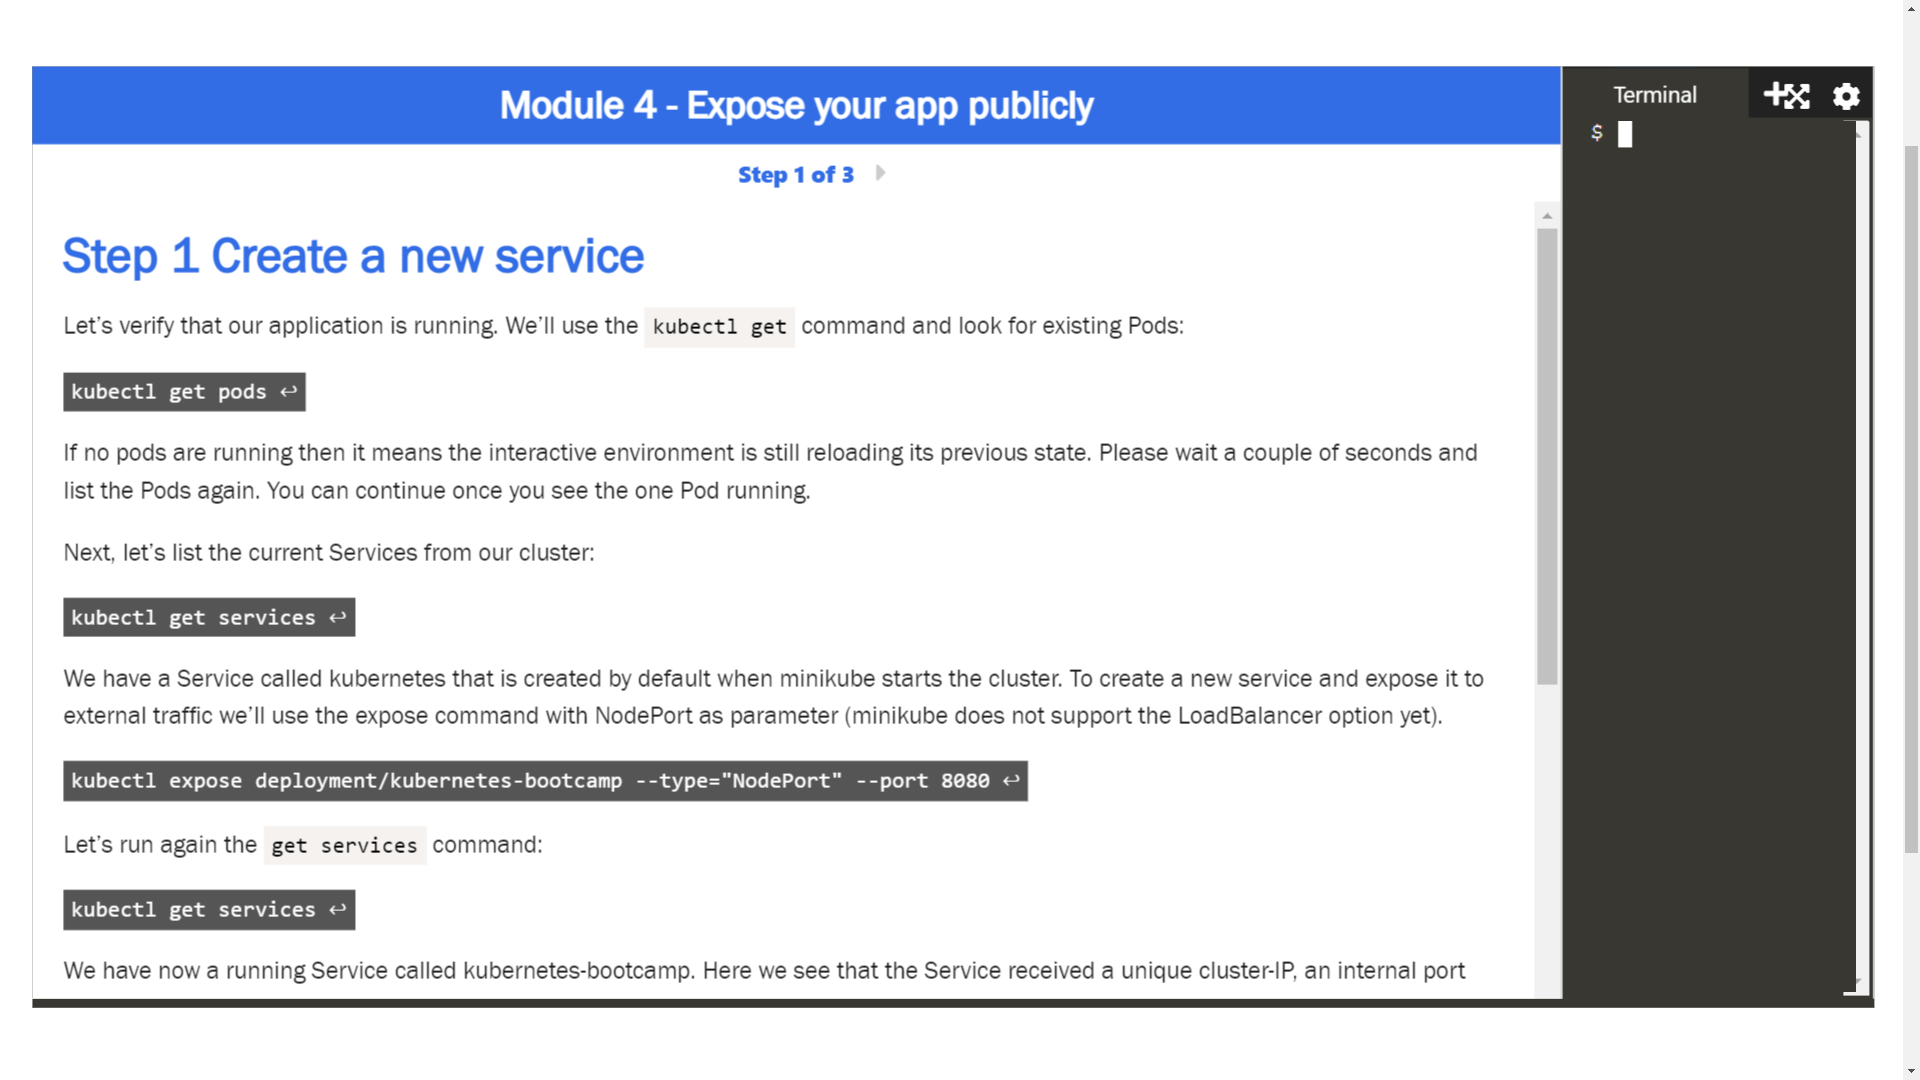 Module 4 - Expose your app publicly
Terminal
$
Step 1 of 3
Step 1 Create a new service
Let’s verify that our application is running. We’ll use the kubectl get command and look for existing Pods:
kubectl get pods ↩
If no pods are running then it means the interactive environment is still reloading its previous state. Please wait a couple of seconds and
list the Pods again. You can continue once you see the one Pod running.
Next, let’s list the current Services from our cluster:
kubectl get services ↩
We have a Service called kubernetes that is created by default when minikube starts the cluster. To create a new service and expose it to
external traffic we’ll use the expose command with NodePort as parameter (minikube does not support the LoadBalancer option yet).
kubectl expose deployment/kubernetes-bootcamp --type="NodePort" --port 8080 ↩
Let’s run again the get services command:
kubectl get services ↩
We have now a running Service called kubernetes-bootcamp. Here we see that the Service received a unique cluster-IP, an internal port